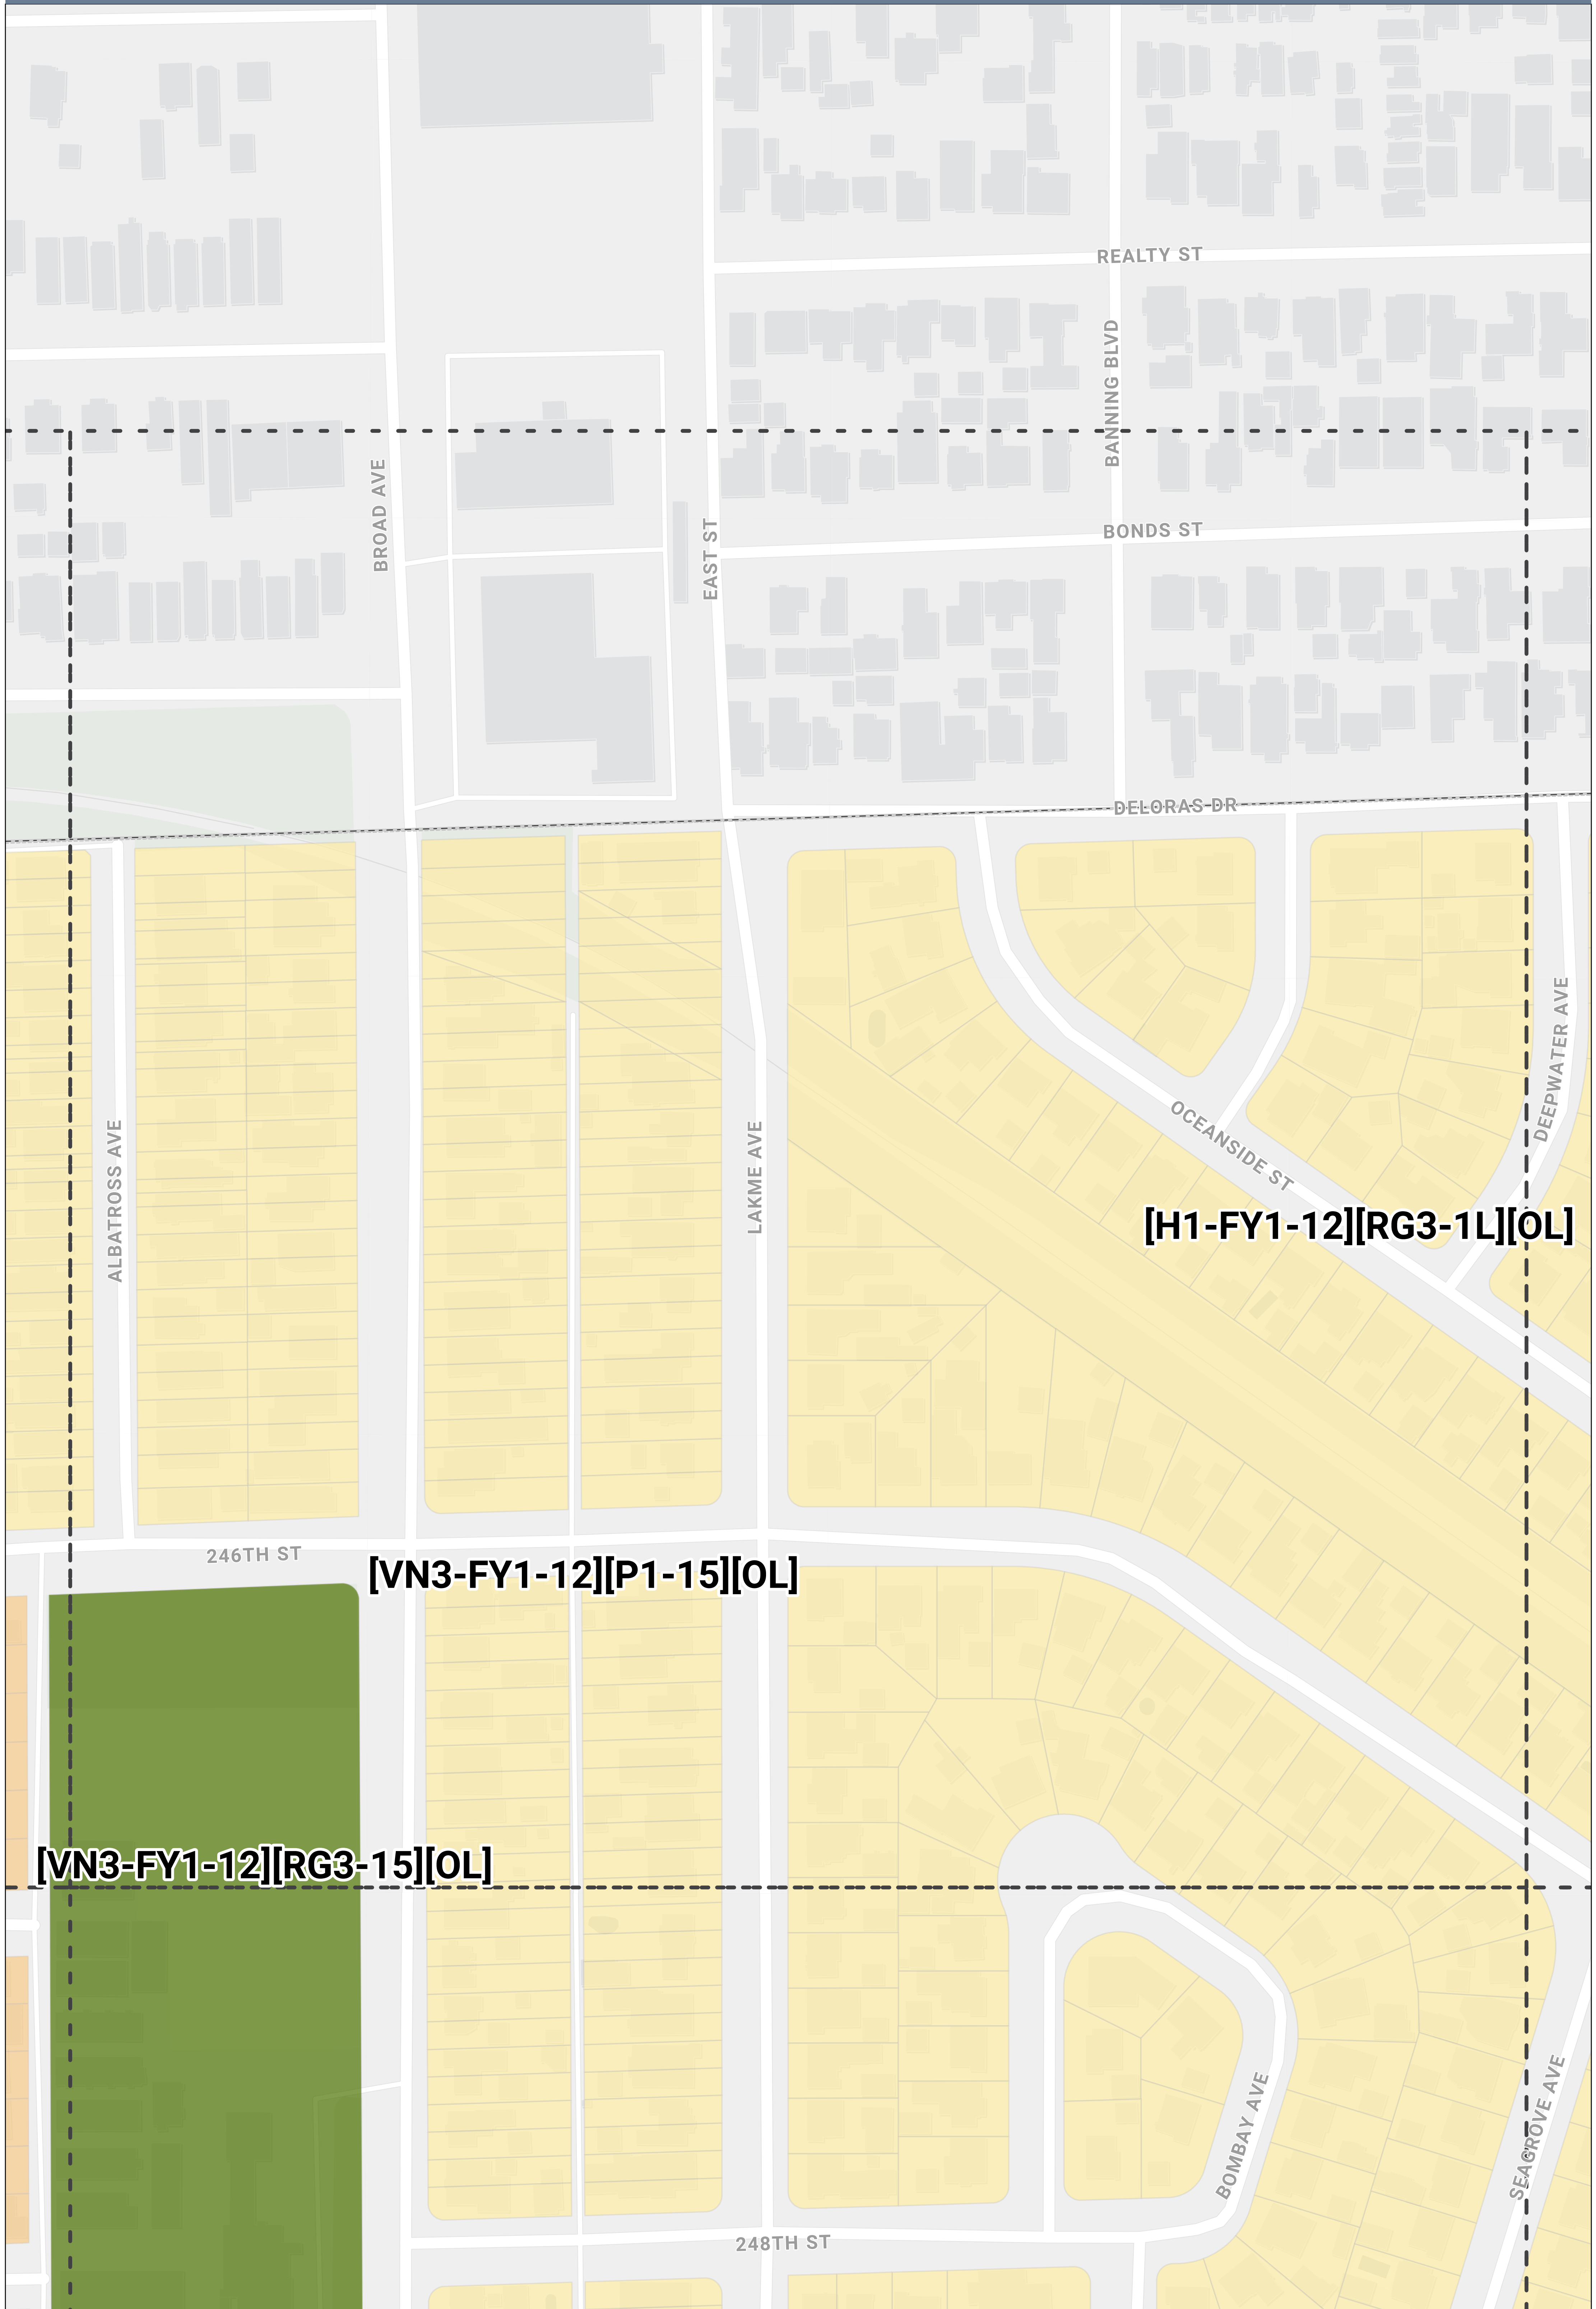 REALTY ST
BANNING BLVD
BROAD AVE
EAST ST
BONDS ST
DELORAS DR
DEEPWATER AVE
OCEANSIDE ST
ALBATROSS AVE
LAKME AVE
[H1-FY1-12][RG3-1L][OL]
246TH ST
[VN3-FY1-12][P1-15][OL]
[VN3-FY1-12][RG3-15][OL]
BOMBAY AVE
SEAGROVE AVE
248TH ST